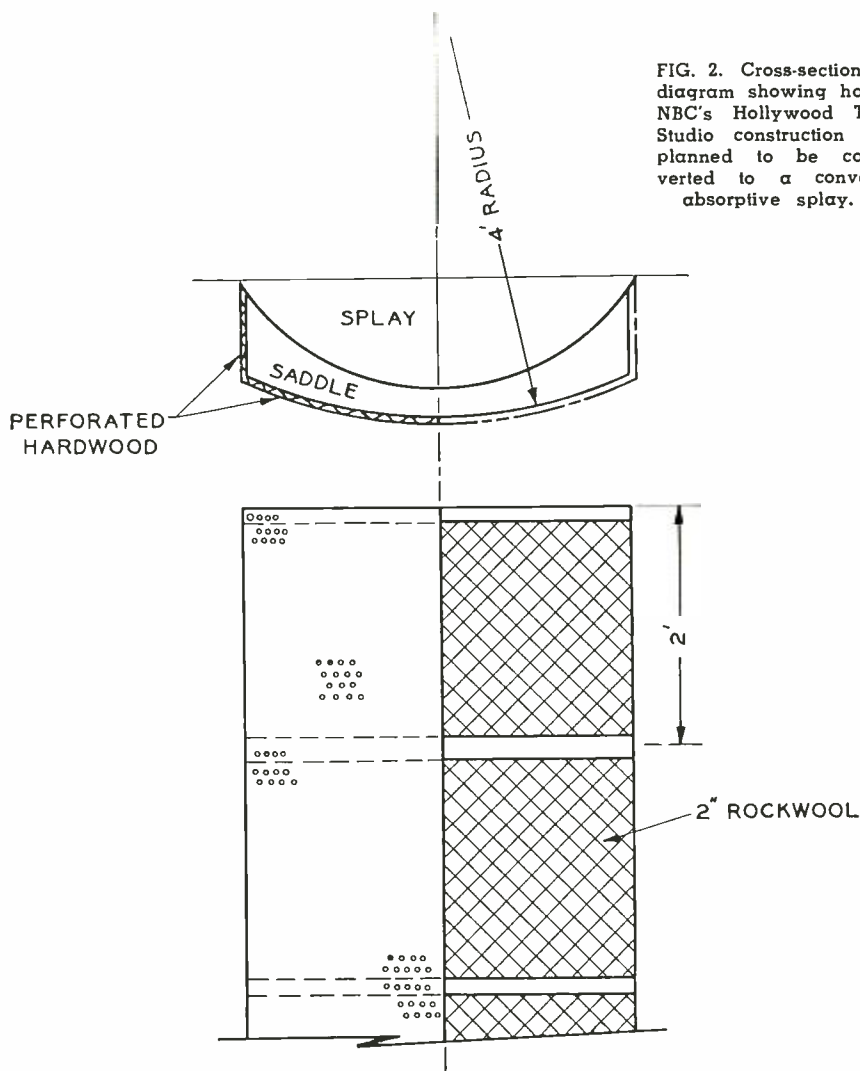 FIG. 2. Cross-section
diagram showing ho
NBC's Hollywood T
Studio construction
planned to be co
verted to a conv
absorptive splay.
4' RADIUS
SPLAY
SADDLE
PERFORATED
HARDWOOD
2'
2" ROCKWOOL